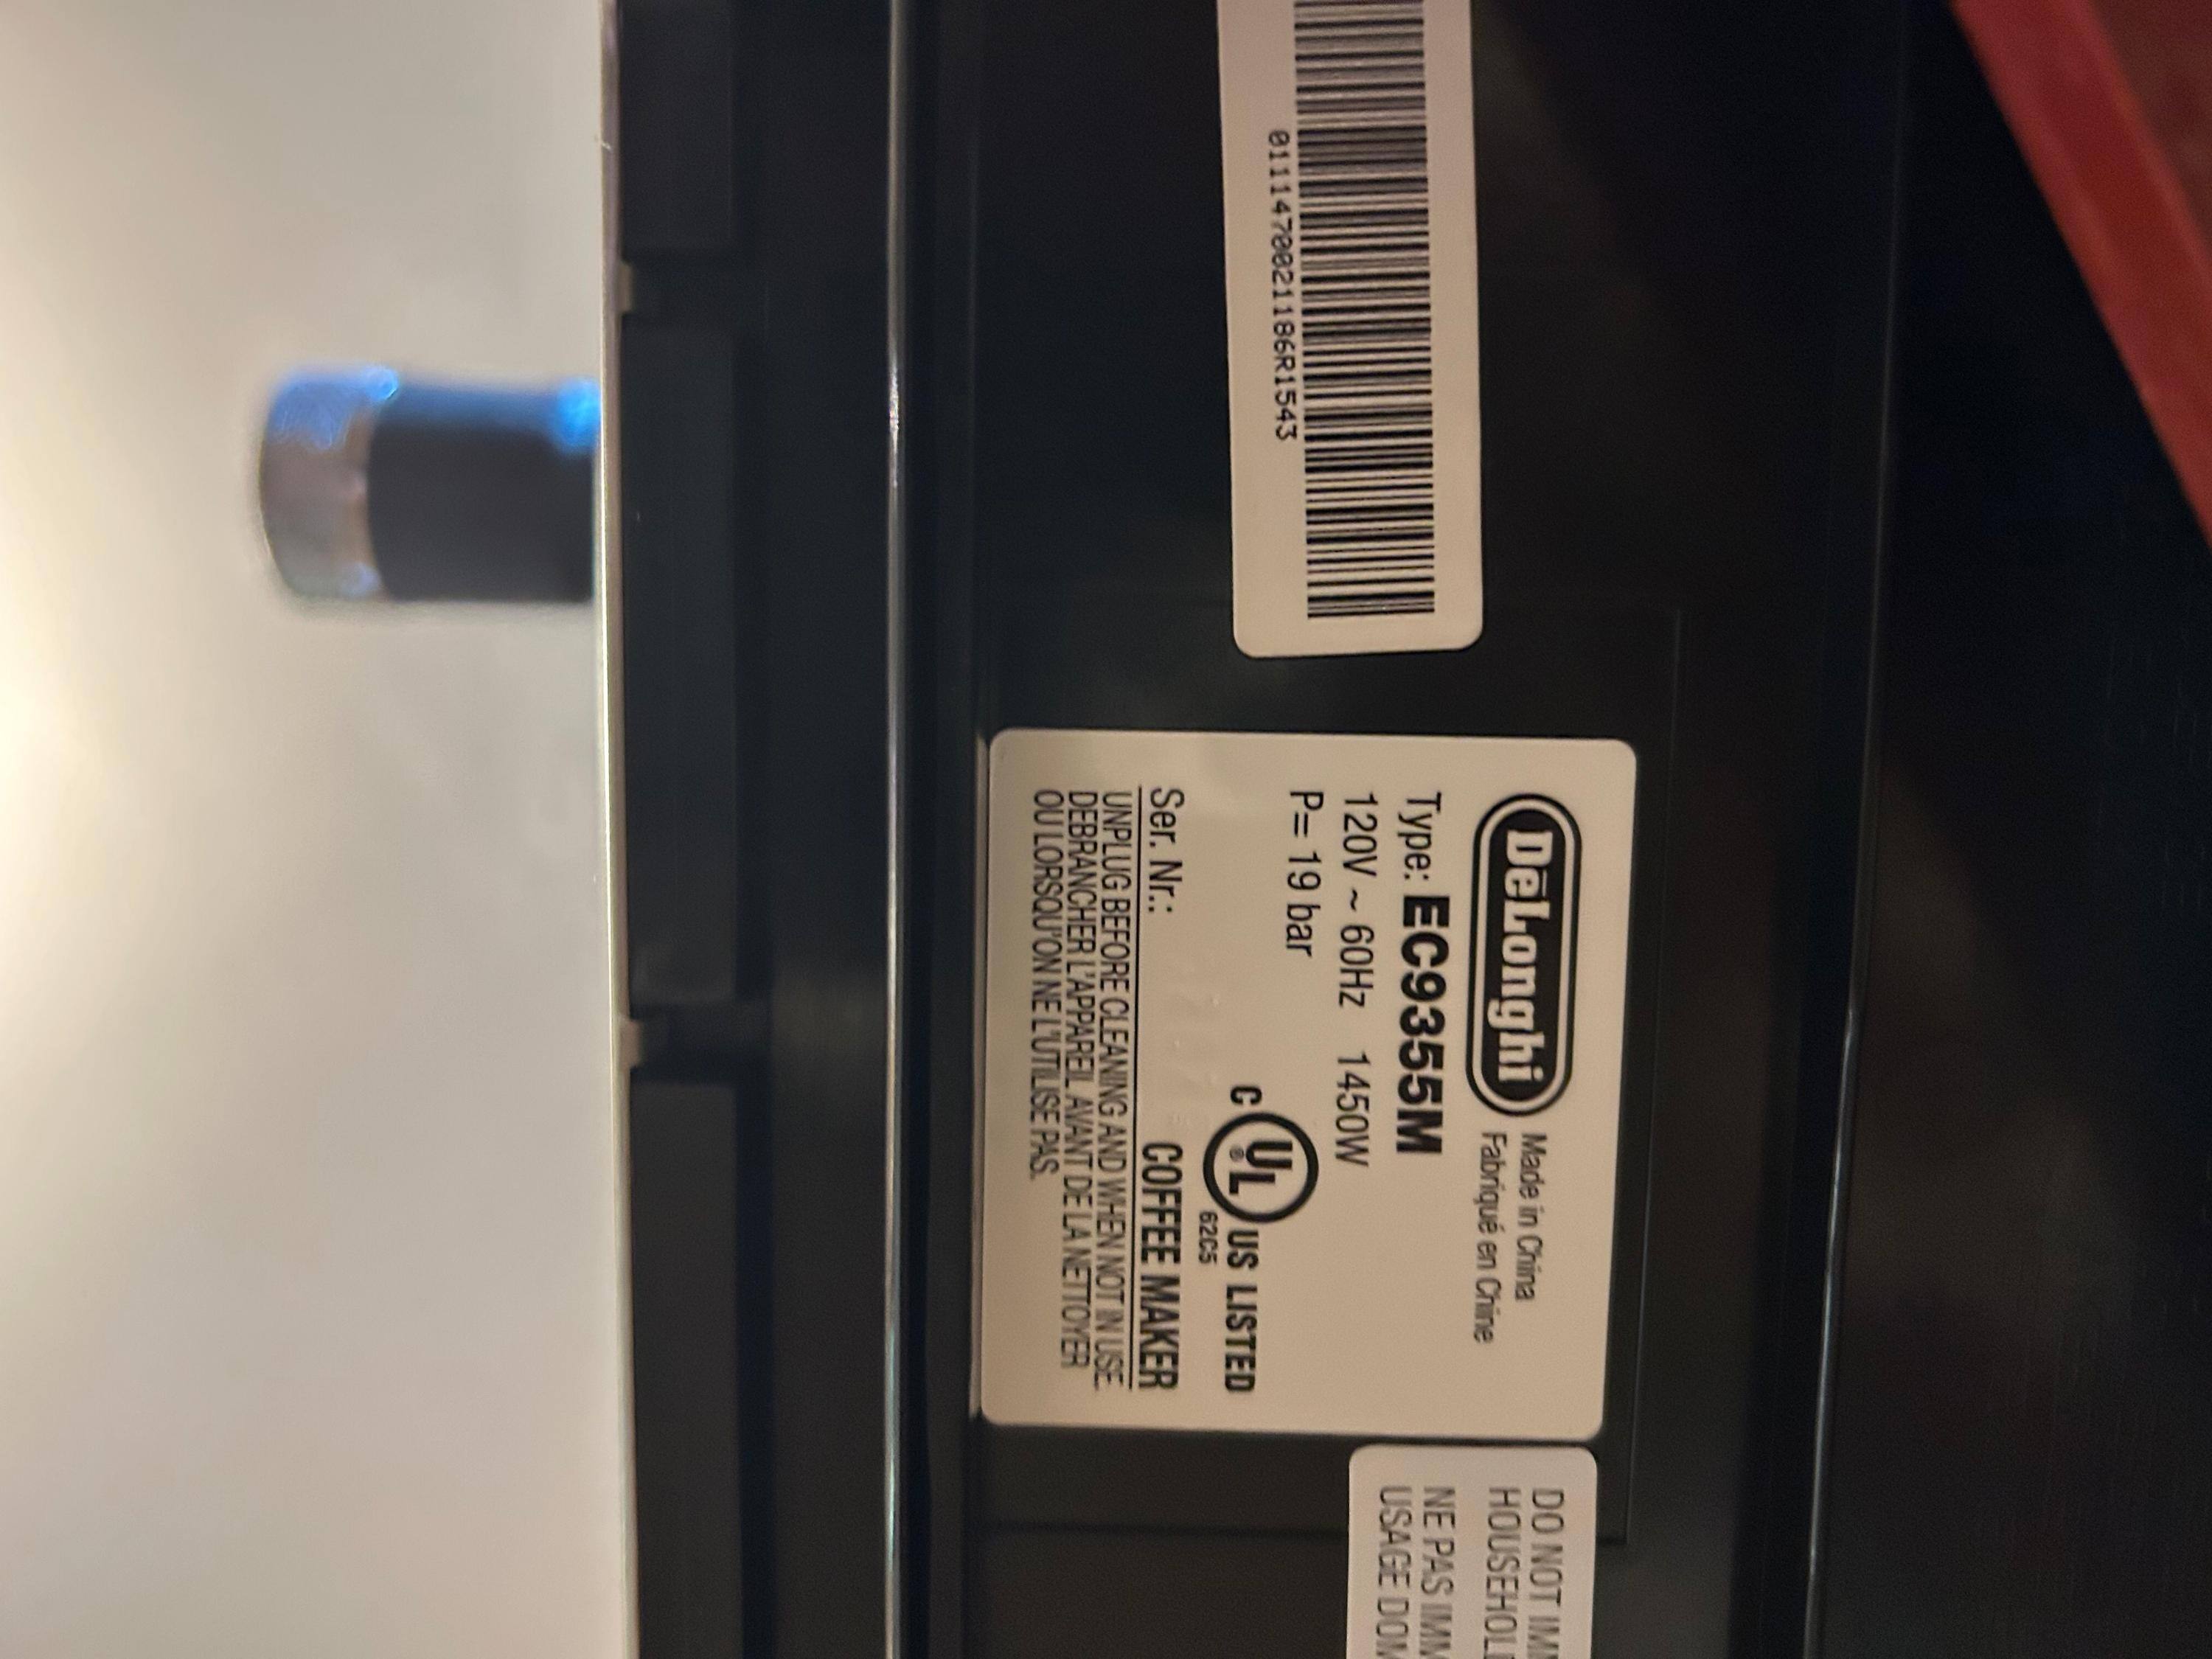 0111470021186R1543
DeLonghi
Made in China
Fabriqué en Chine
Type: EC9355M
120V ~ 60Hz 1450W
P= 19 bar
C UL® US LISTED
62C5
Ser. Nr.: COFFEE MAKER
UNPLUG BEFORE CLEANING AND WHEN NOT IN USE.
DEBRANCHER L'APPAREIL AVANT DE LA NETTOYER
OU LORSQU'ON NE L'UTILISE PAS.
DO NOT IMM
HOUSEHOL
NE PAS IMM
USAGE DOM